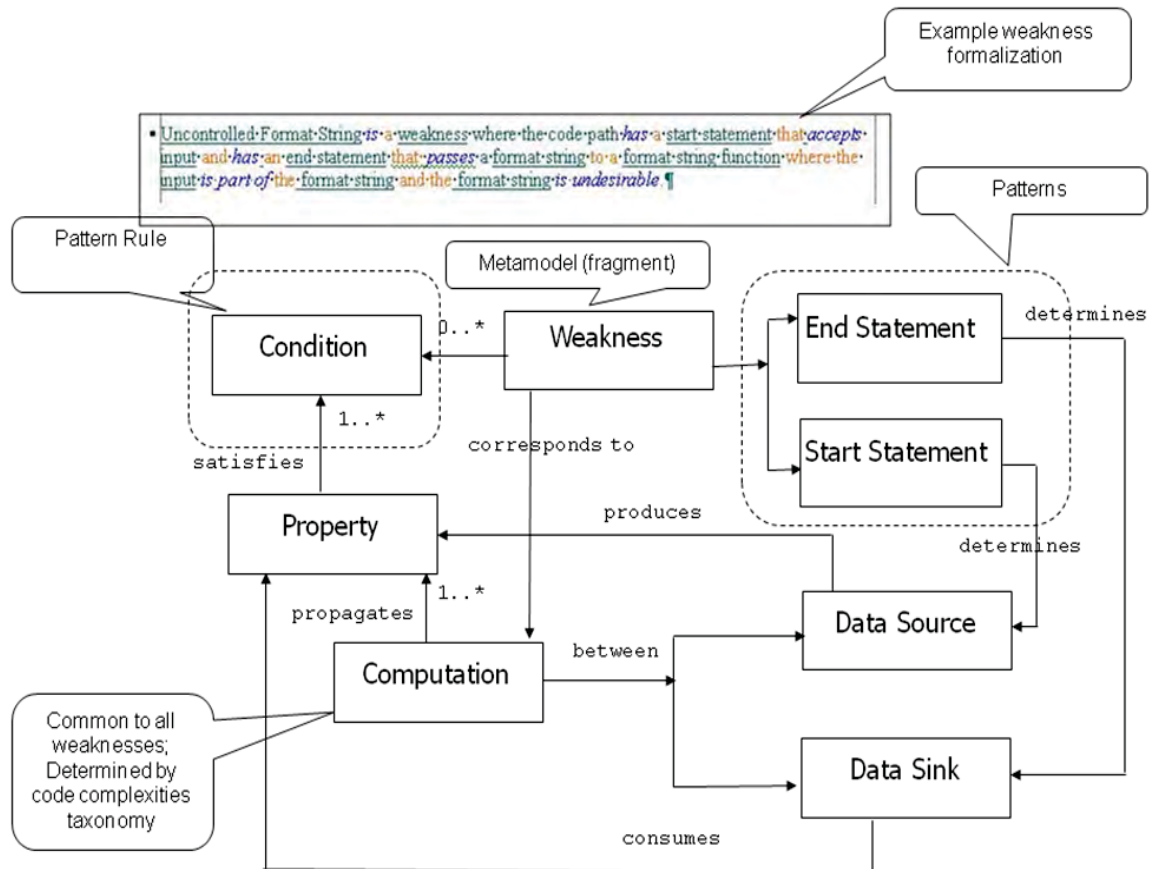 Example weakness
formalization
▪ Uncontrolled·Format·String·is·a·weakness·where·the·code·path·has·a·start·statement·that·accepts·
input·and·has·an·end·statement·that·passes·a·format·string·to·a·format·string·function·where·the·
input·is·part·of·the·format·string·and·the·format·string·is·undesirable.¶
Patterns
Pattern Rule
Metamodel (fragment)
Condition
0..*
Weakness
End Statement
determines
1..*
corresponds to
Start Statement
satisfies
Property
produces
determines
1..*
propagates
Data Source
between
Computation
Common to all
weaknesses;
Determined by
code complexities
taxonomy
Data Sink
consumes